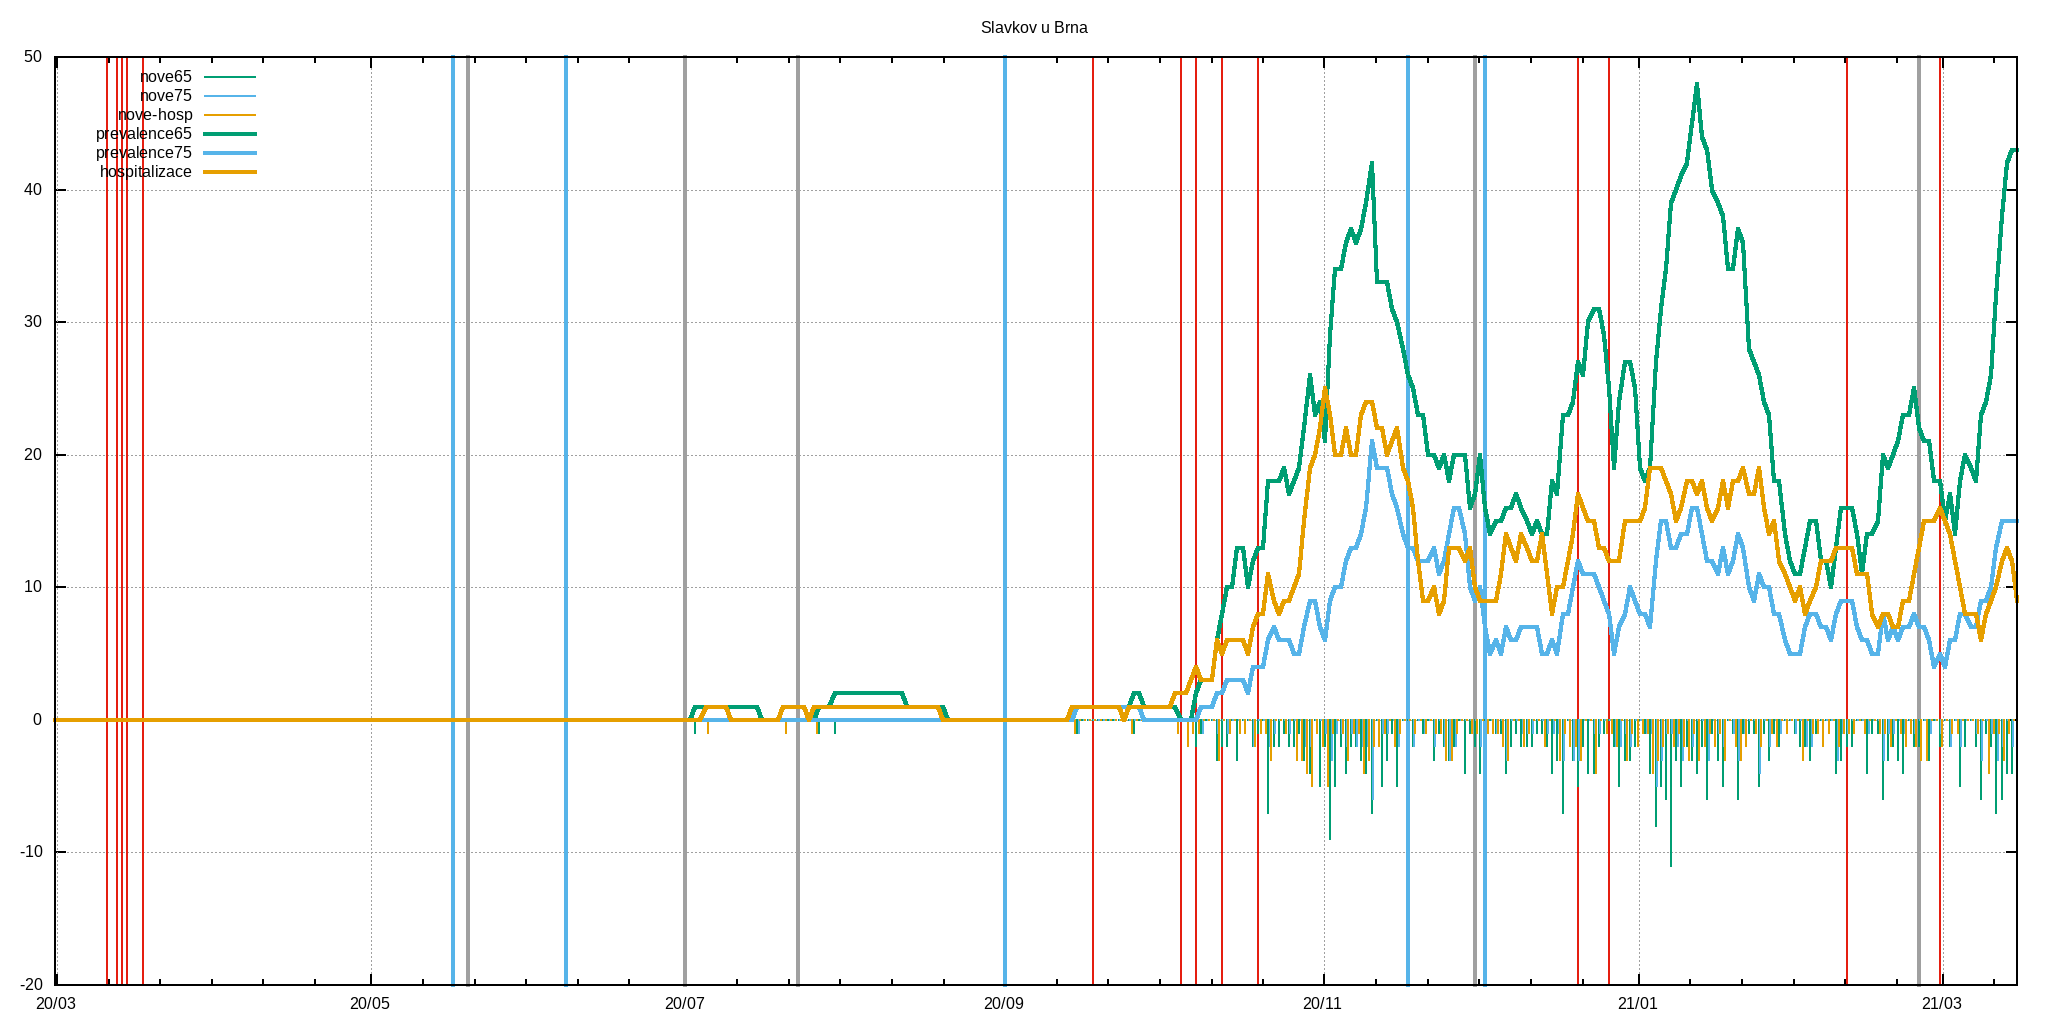 Slavkov u Brna
50
nove65
nove75
nove-hosp
prevalence65
prevalence75
hospitalizace
40
30
20
10
0
-10
-20
20/03 20/05 20/07 20/09 20/11 21/01 21/03